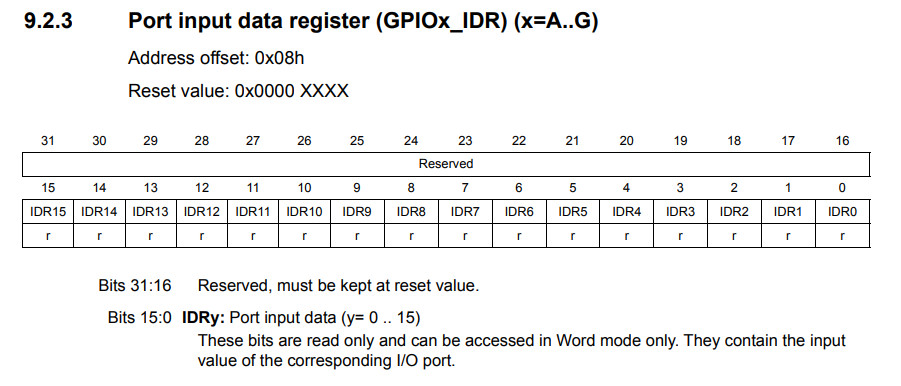 9.2.3 Port input data register (GPIOx_IDR) (x=A..G)
Address offset: 0x08h
Reset value: 0x0000 XXXX
31 30 29 28 27 26 25 24 23 22 21 20 19 18 17 16
Reserved
15 14 13 12 11 10 9 8 7 6 5 4 3 2 1 0
IDR15 IDR14 IDR13 IDR12 IDR11 IDR10 IDR9 IDR8 IDR7 IDR6 IDR5 IDR4 IDR3 IDR2 IDR1 IDR0
r r r r r r r r r r r r r r r r
Bits 31:16 Reserved, must be kept at reset value.
Bits 15:0 IDRy: Port input data (y= 0 .. 15)
These bits are read only and can be accessed in Word mode only. They contain the input
value of the corresponding I/O port.